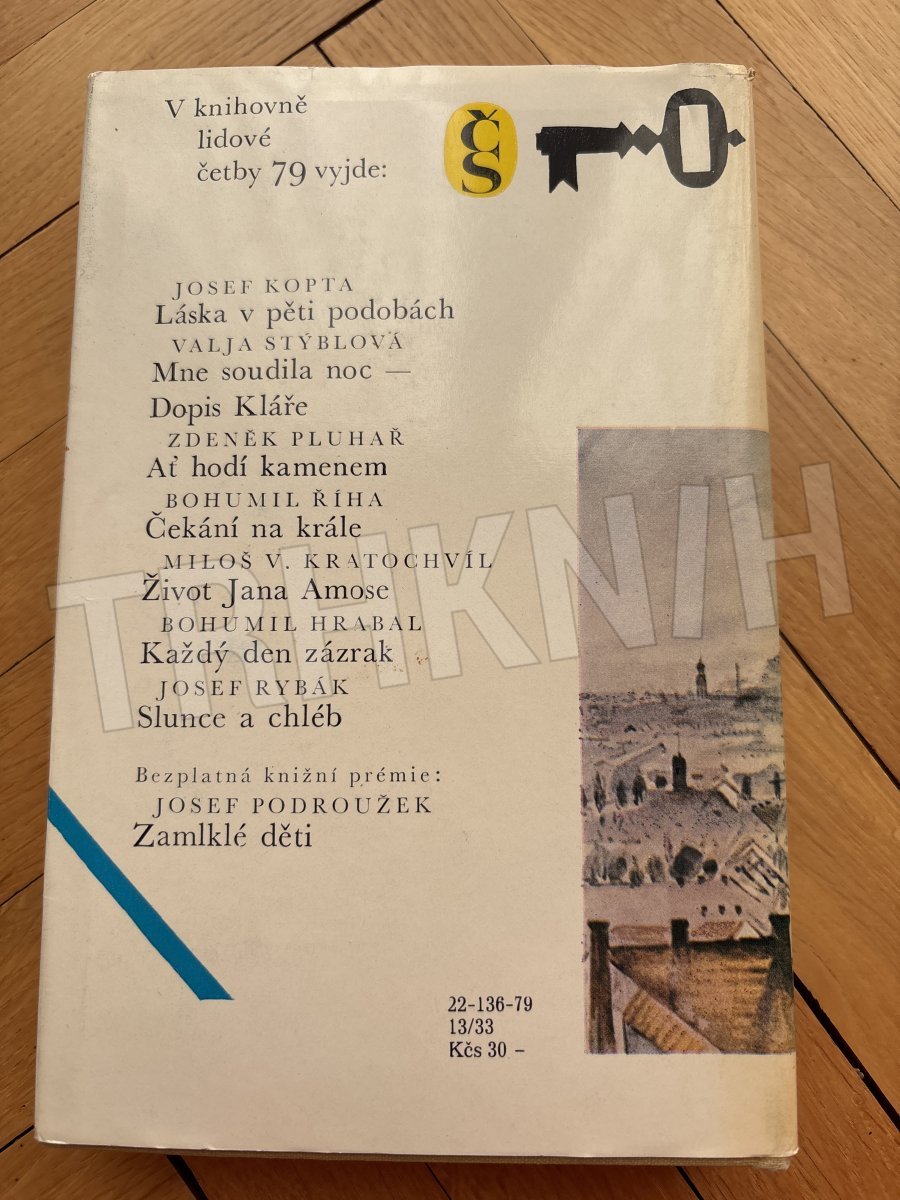 V knihovně
lidové
četby 79 vyjde:
ČS
JOSEF KOPTA
Láska v pěti podobách
VALJA STÝBLOVÁ
Mne soudila noc —
Dopis Kláře
ZDENĚK PLUHAŘ
Ať hodí kamenem
BOHUMIL ŘÍHA
Čekání na krále
MILOŠ V. KRATOCHVÍL
Život Jana Amose
BOHUMIL HRABAL
Každý den zázrak
JOSEF RYBÁK
Slunce a chléb
Bezplatná knižní prémie:
JOSEF PODROUŽEK
Zamlklé děti
22-136-79
13/33
Kčs 30 –
TRHKNIH